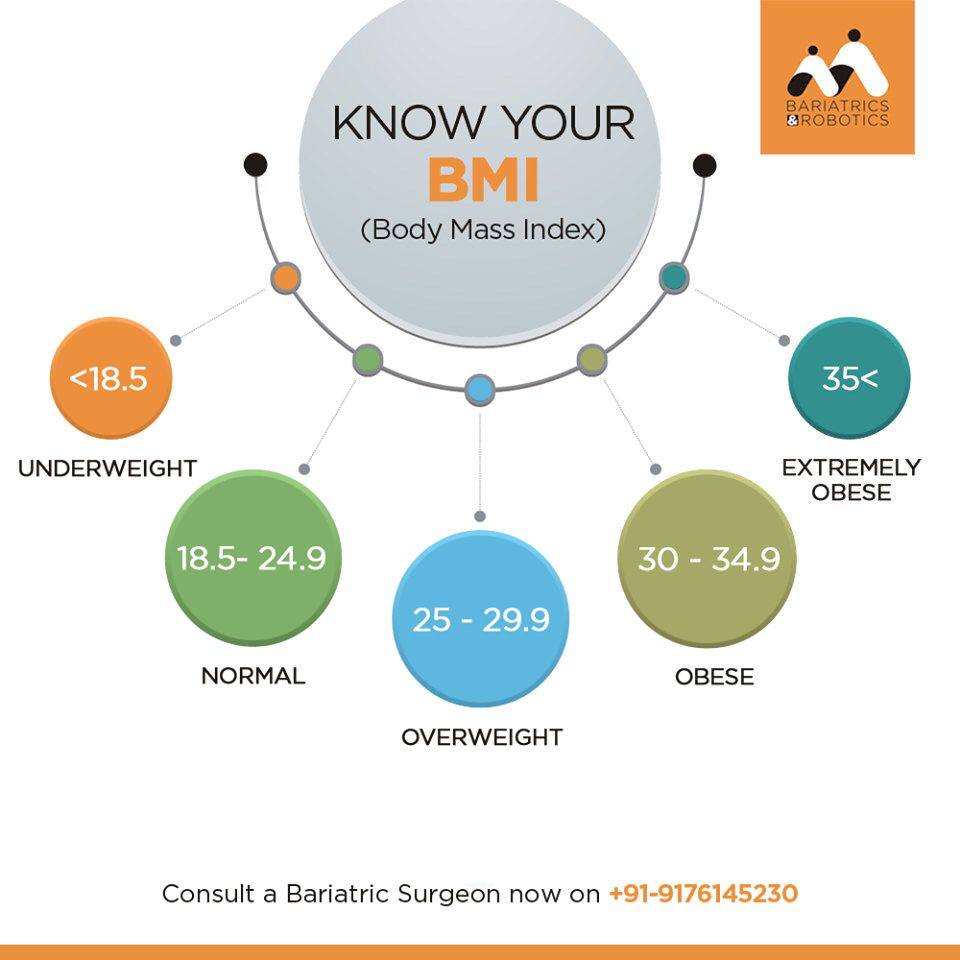 KNOW YOUR
BMI
(Body Mass Index)
BARIATRICS
&ROBOTICS
<18.5
UNDERWEIGHT
18.5- 24.9
NORMAL
25 - 29.9
OVERWEIGHT
30 - 34.9
OBESE
35<
EXTREMELY
OBESE
Consult a Bariatric Surgeon now on +91-9176145230